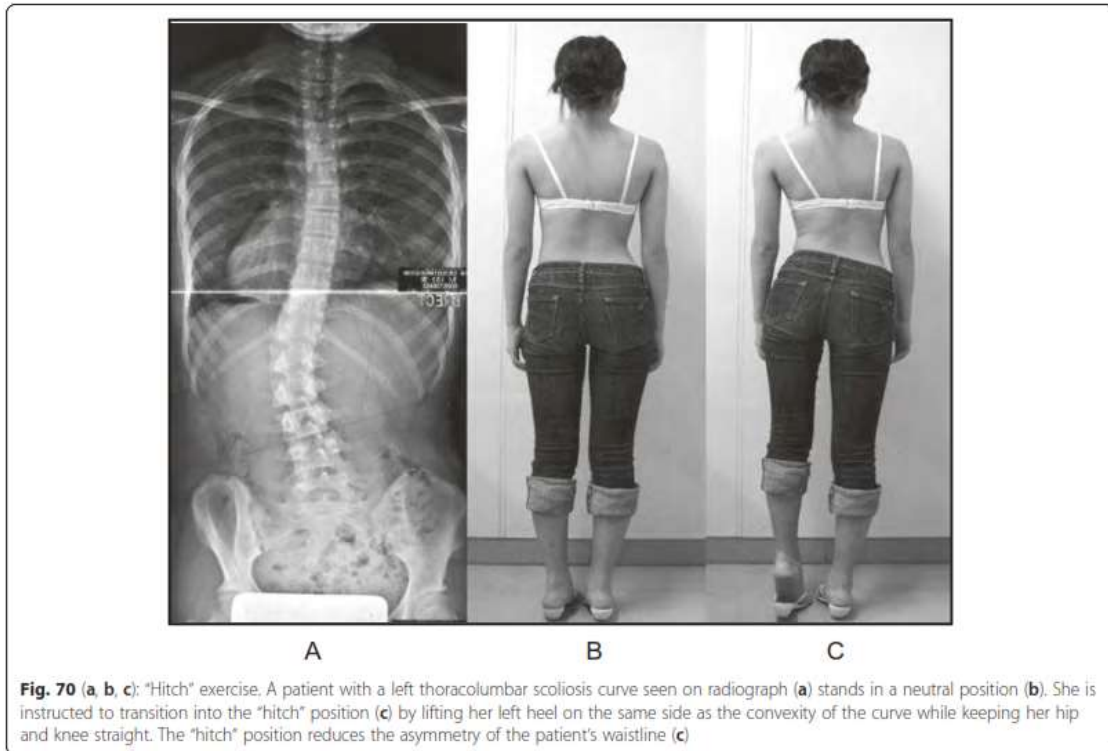 A
B
C
Fig. 70 (a, b, c): "Hitch" exercise. A patient with a left thoracolumbar scoliosis curve seen on radiograph (a) stands in a neutral position (b). She is
instructed to transition into the "hitch" position (c) by lifting her left heel on the same side as the convexity of the curve while keeping her hip
and knee straight. The "hitch" position reduces the asymmetry of the patient's waistline (c)